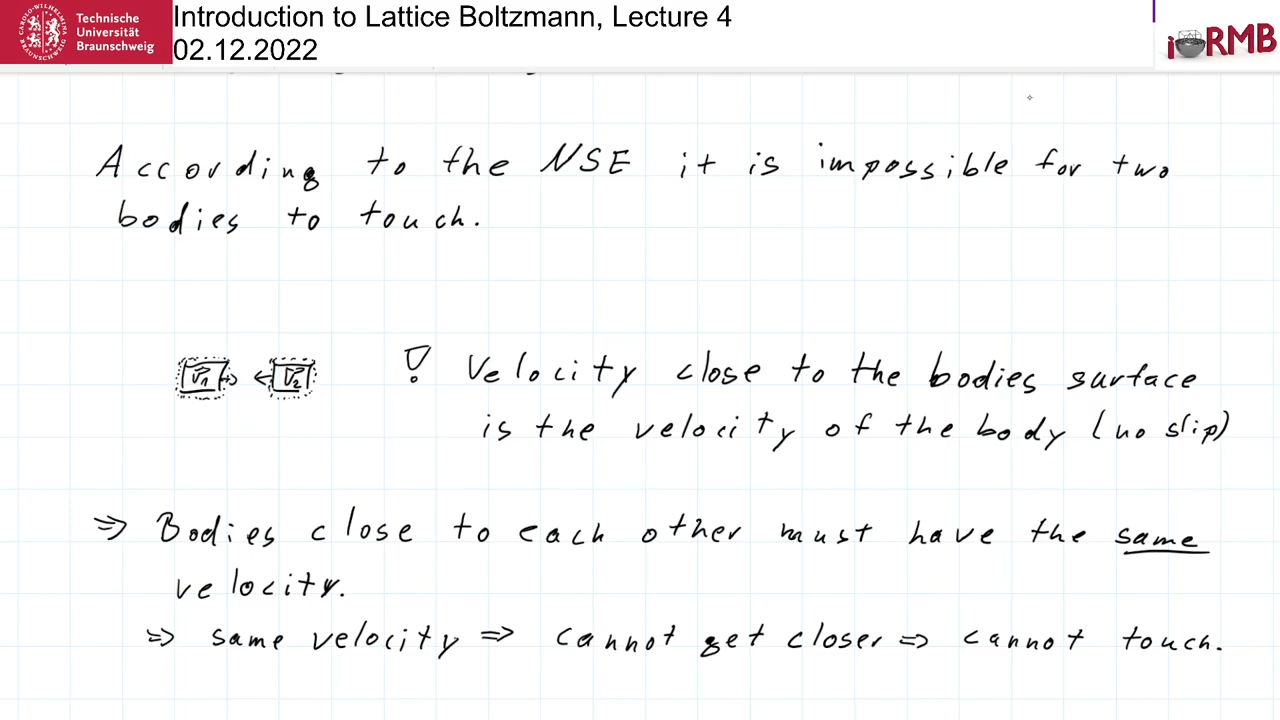 Technische
Universität
Braunschweig
Introduction to Lattice Boltzmann, Lecture 4
02.12.2022
iRMB
According to the NSE it is impossible for two
bodies to touch.
v1 v2
! Velocity close to the bodies surface
is the velocity of the body (no slip)
⇒ Bodies close to each other must have the same
velocity.
⇒ same velocity ⇒ cannot get closer ⇒ cannot touch.